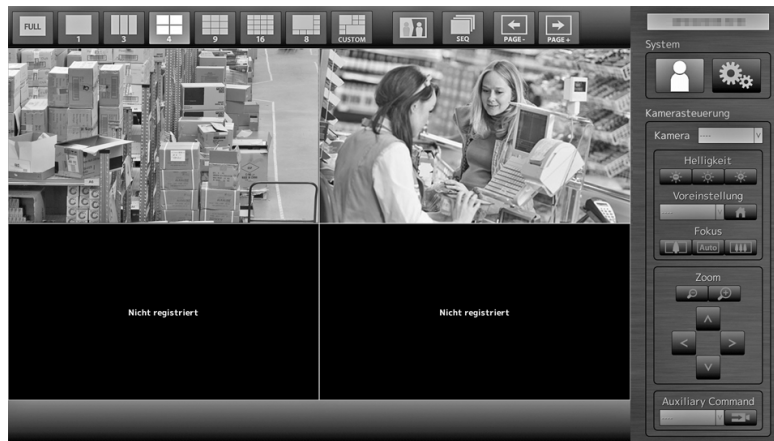 FULL
1
3
4
9
16
8
CUSTOM
SEQ
PAGE-
PAGE+
System
Kamerasteuerung
Kamera
Helligkeit
Voreinstellung
Fokus
Auto
Zoom
Auxiliary Command
Nicht registriert
Nicht registriert